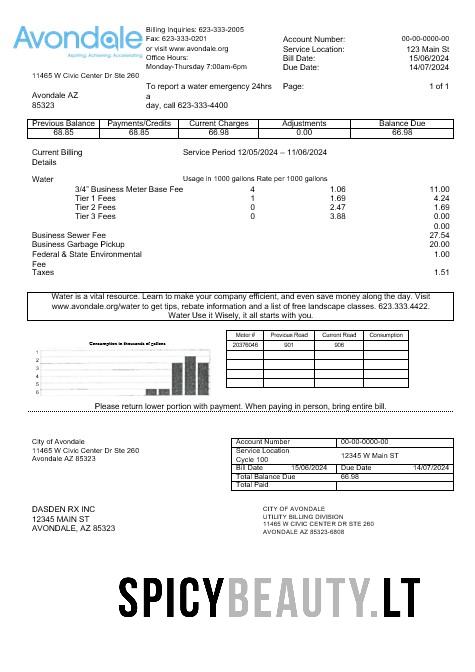 Avondale
Aspiring. Achieving. Accelerating.
Billing Inquiries: 623-333-2005
Fax: 623-333-0201
or visit www.avondale.org
Office Hours:
Monday-Thursday 7:00am-6pm
Account Number: 00-00-0000-00
Service Location: 123 Main St
Bill Date: 15/06/2024
Due Date: 14/07/2024
11465 W Civic Center Dr Ste 260
Avondale AZ
85323
To report a water emergency 24hrs
a
day, call 623-333-4400
Page: 1 of 1
Previous Balance Payments/Credits Current Charges Adjustments Balance Due
68.85 68.85 66.98 0.00 66.98
Current Billing
Details
Service Period 12/05/2024 – 11/06/2024
Water Usage in 1000 gallons Rate per 1000 gallons
3/4" Business Meter Base Fee 4 1.06 11.00
Tier 1 Fees 1 1.69 4.24
Tier 2 Fees 0 2.47 1.69
Tier 3 Fees 0 3.88 0.00
0.00
Business Sewer Fee 27.54
Business Garbage Pickup 20.00
Federal & State Environmental 1.00
Fee
Taxes 1.51
Water is a vital resource. Learn to make your company efficient, and even save money along the day. Visit
www.avondale.org/water to get tips, rebate information and a list of free landscape classes. 623.333.4422.
Water Use it Wisely, it all starts with you.
Consumption in thousands of gallons
1
2
3
4
5
6
Meter # Previous Read Current Read Consumption
20376046 901 906
Please return lower portion with payment. When paying in person, bring entire bill.
City of Avondale
11465 W Civic Center Dr Ste 260
Avondale AZ 85323
Account Number 00-00-0000-00
Service Location
Cycle 100
12345 W Main ST
Bill Date 15/06/2024 Due Date 14/07/2024
Total Balance Due 66.98
Total Paid
DASDEN RX INC
12345 MAIN ST
AVONDALE, AZ 85323
CITY OF AVONDALE
UTILITY BILLING DIVISION
11465 W CIVIC CENTER DR STE 260
AVONDALE AZ 85323-6808
SPICYBEAUTY.LT